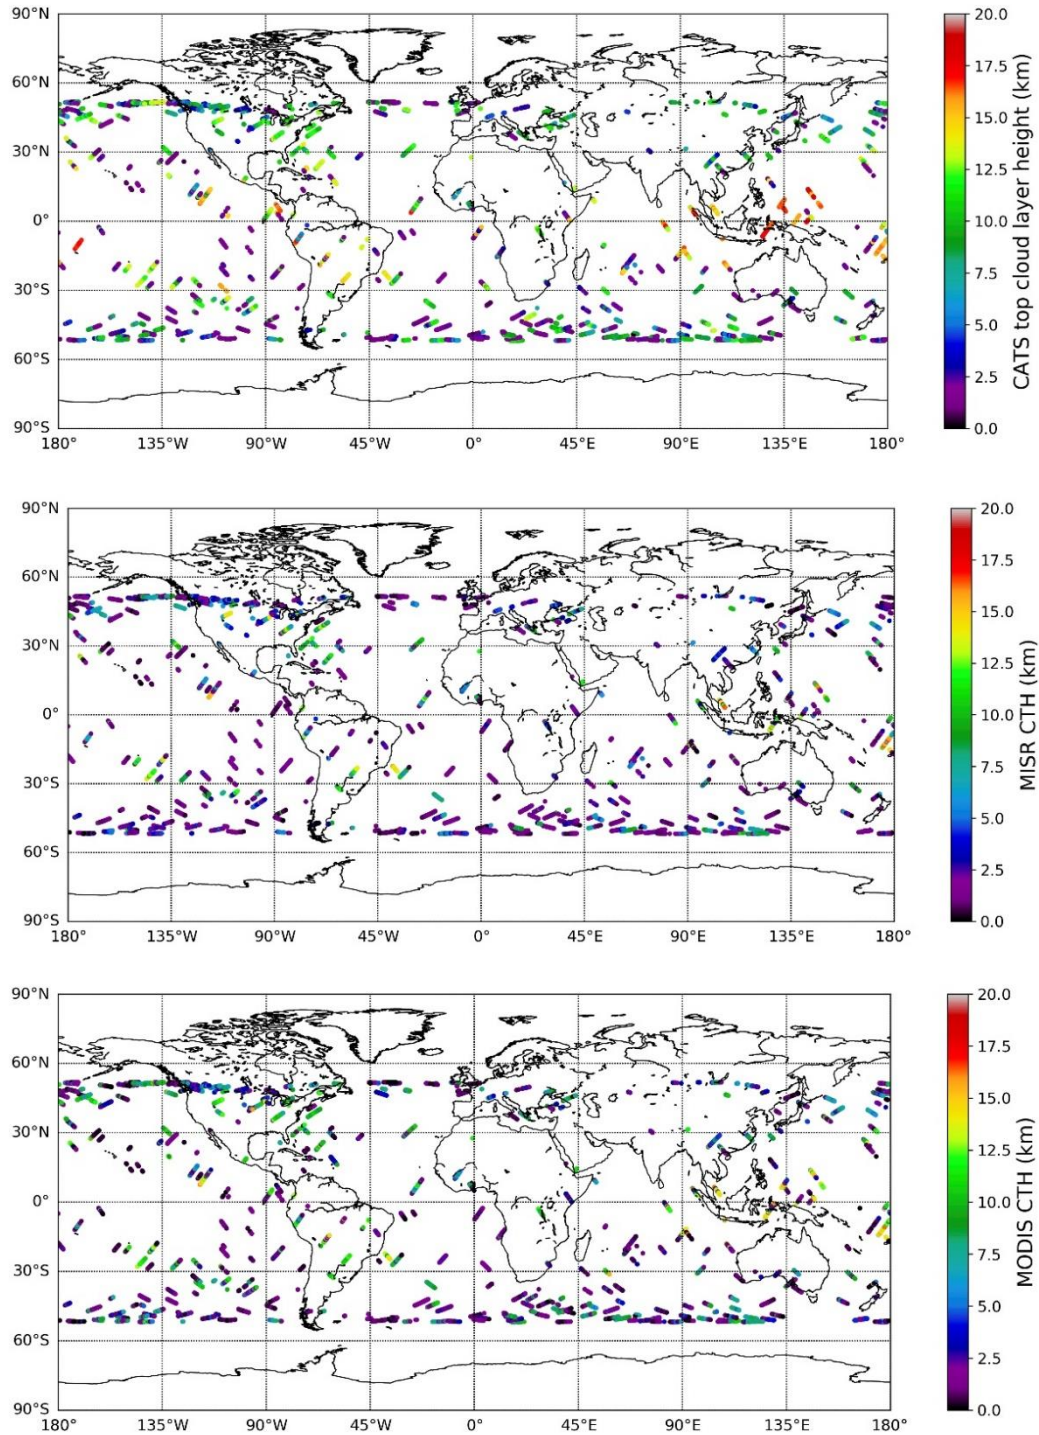 90°N
60°N
30°N
0°
30°S
60°S
90°S
180° 135°W 90°W 45°W 0° 45°E 90°E 135°E 180°
20.0
17.5
15.0
12.5
10.0
7.5
5.0
2.5
0.0
CATS top cloud layer height (km)
90°N
60°N
30°N
0°
30°S
60°S
90°S
180° 135°W 90°W 45°W 0° 45°E 90°E 135°E 180°
20.0
17.5
15.0
12.5
10.0
7.5
5.0
2.5
0.0
MISR CTH (km)
90°N
60°N
30°N
0°
30°S
60°S
90°S
180° 135°W 90°W 45°W 0° 45°E 90°E 135°E 180°
20.0
17.5
15.0
12.5
10.0
7.5
5.0
2.5
0.0
MODIS CTH (km)